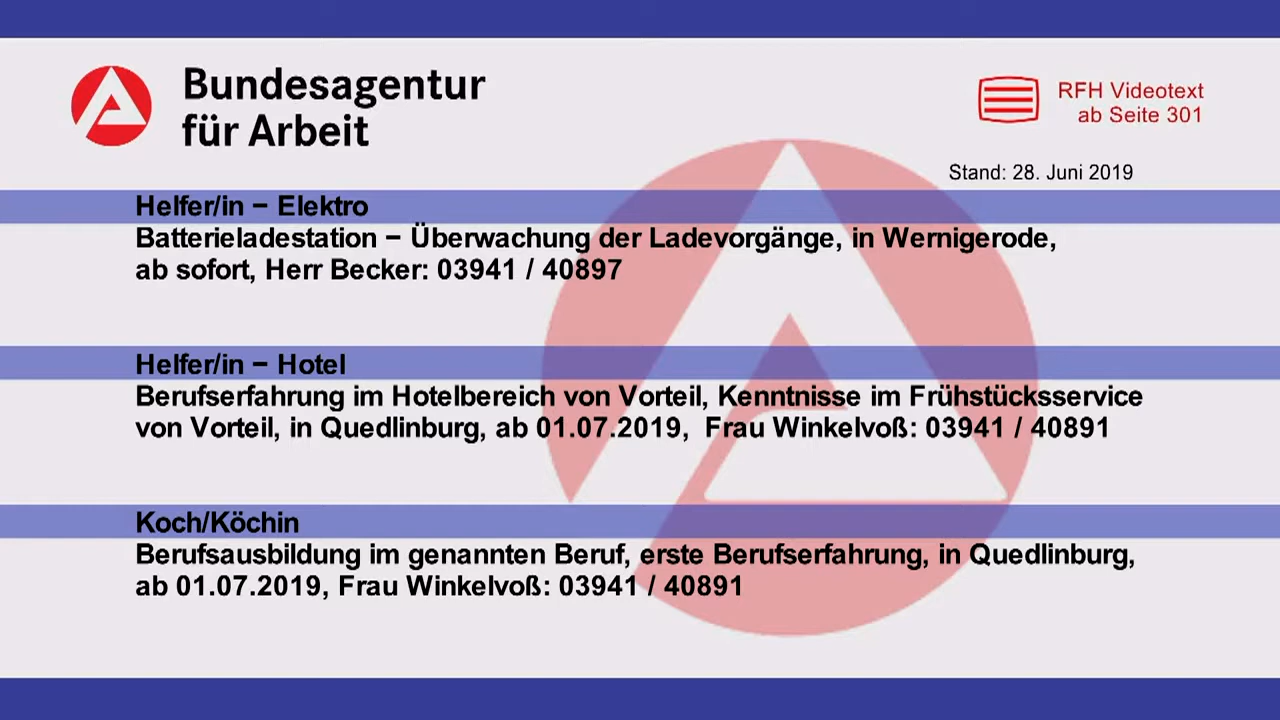 Bundesagentur
für Arbeit
RFH Videotext
ab Seite 301
Stand: 28. Juni 2019
Helfer/in – Elektro
Batterieladestation – Überwachung der Ladevorgänge, in Wernigerode,
ab sofort, Herr Becker: 03941 / 40897
Helfer/in – Hotel
Berufserfahrung im Hotelbereich von Vorteil, Kenntnisse im Frühstücksservice
von Vorteil, in Quedlinburg, ab 01.07.2019, Frau Winkelvoß: 03941 / 40891
Koch/Köchin
Berufsausbildung im genannten Beruf, erste Berufserfahrung, in Quedlinburg,
ab 01.07.2019, Frau Winkelvoß: 03941 / 40891